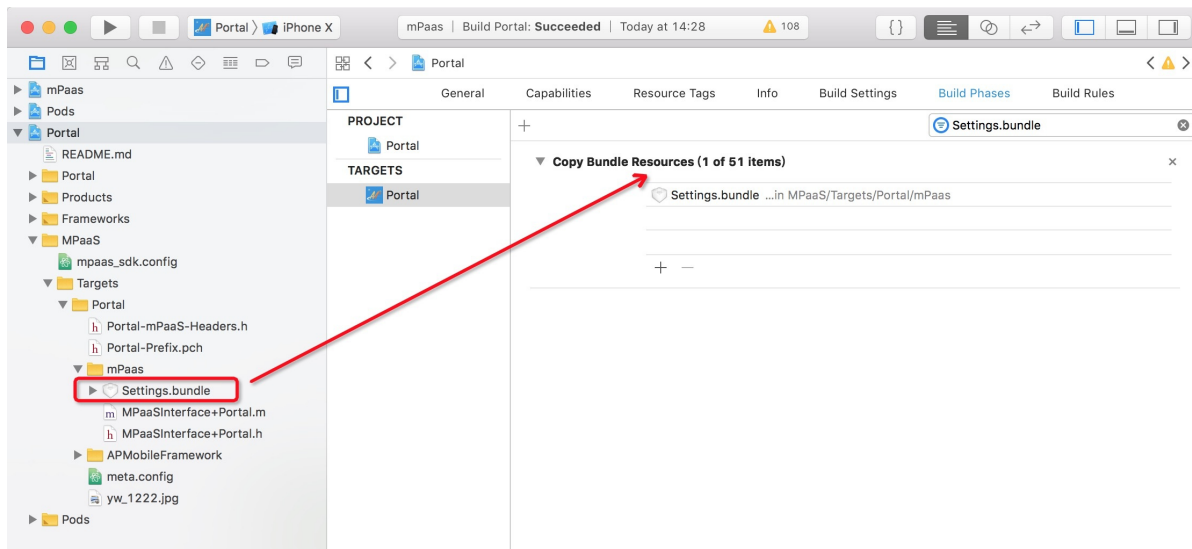 Portal 〉 iPhone X
mPaas | Build Portal: Succeeded | Today at 14:28
108
{ }
Portal
General Capabilities Resource Tags Info Build Settings Build Phases Build Rules
mPaas
Pods
Portal
README.md
Portal
Products
Frameworks
MPaaS
mpaas_sdk.config
Targets
Portal
Portal-mPaaS-Headers.h
Portal-Prefix.pch
mPaas
Settings.bundle
MPaaSInterface+Portal.m
MPaaSInterface+Portal.h
APMobileFramework
meta.config
yw_1222.jpg
Pods
PROJECT
Portal
TARGETS
Portal
Settings.bundle
Copy Bundle Resources (1 of 51 items)
Settings.bundle ...in MPaaS/Targets/Portal/mPaas